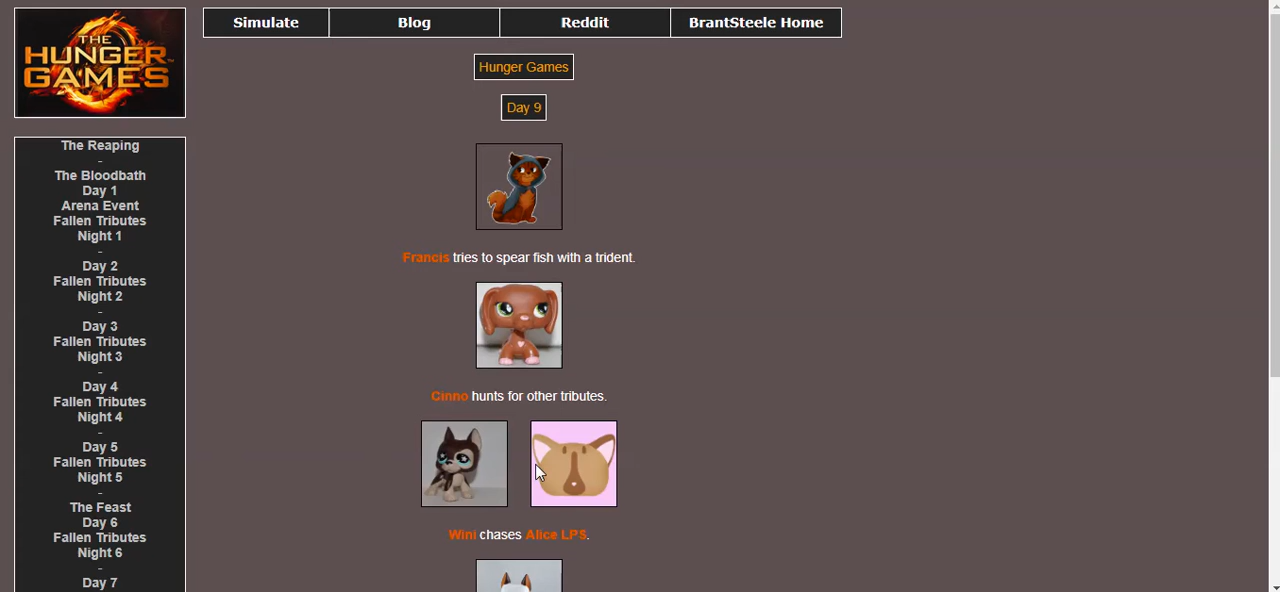 THE
HUNGER
GAMES
Simulate
Blog
Reddit
BrantSteele Home
Hunger Games
Day 9
Francis tries to spear fish with a trident.
Cinno hunts for other tributes.
Wini chases Alice LPS.
The Reaping
-
The Bloodbath
Day 1
Arena Event
Fallen Tributes
Night 1
-
Day 2
Fallen Tributes
Night 2
-
Day 3
Fallen Tributes
Night 3
-
Day 4
Fallen Tributes
Night 4
-
Day 5
Fallen Tributes
Night 5
-
The Feast
Day 6
Fallen Tributes
Night 6
-
Day 7